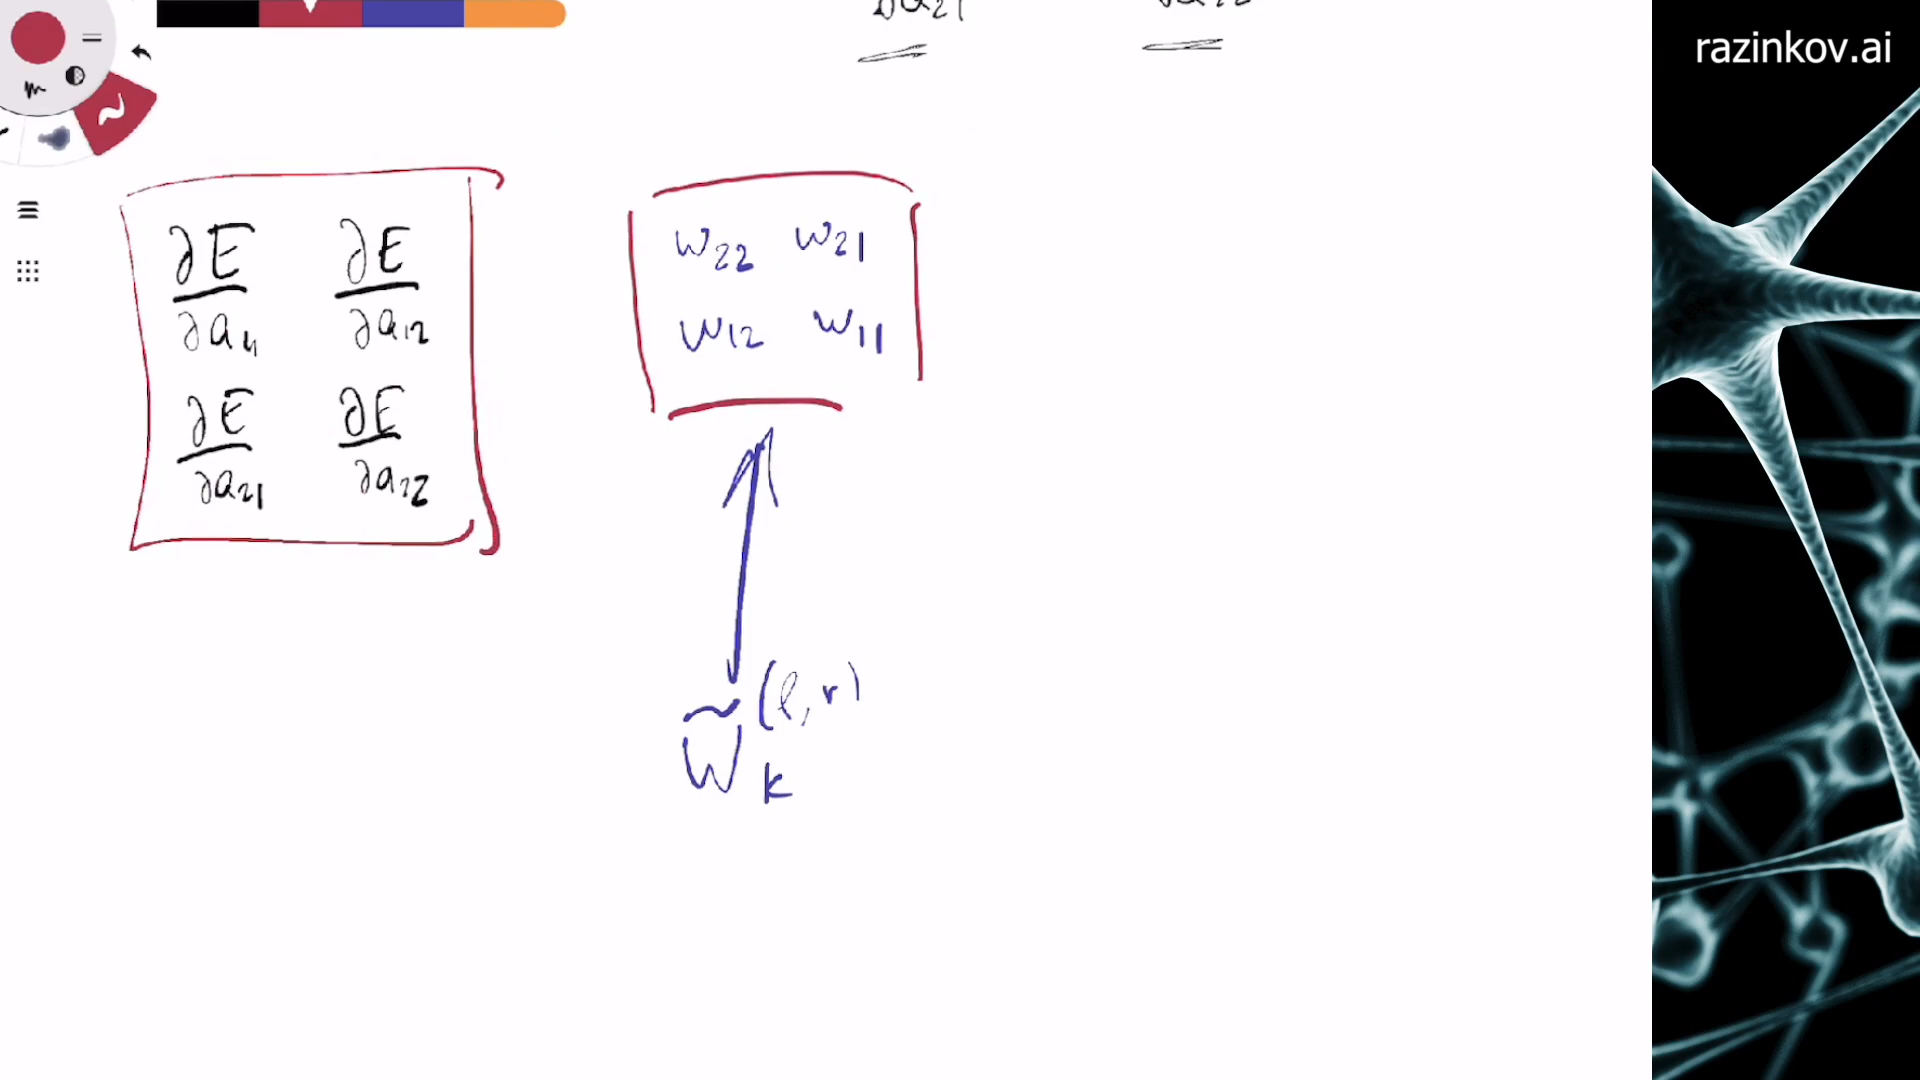 razinkov.ai
∂E ∂E
∂a11 ∂a12
∂E ∂E
∂a21 ∂a22
w22 w21
w12 w11
W̃k(l,r)